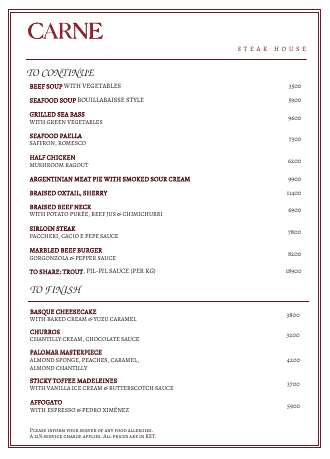 CARNE
STEAK HOUSE
TO CONTINUE
BEEF SOUP WITH VEGETABLES 3500
SEAFOOD SOUP BOUILLABAISSE STYLE 5900
GRILLED SEA BASS
WITH GREEN VEGETABLES 9600
SEAFOOD PAELLA
SAFFRON, ROMESCO 7300
HALF CHICKEN
MUSHROOM RAGOUT 6200
ARGENTINIAN MEAT PIE WITH SMOKED SOUR CREAM 9900
BRAISED OXTAIL, SHERRY 11400
BRAISED BEEF NECK
WITH POTATO PURÉE, BEEF JUS & CHIMICHURRI 6900
SIRLOIN STEAK
PACCHERI, CACIO E PEPE SAUCE 7800
MARBLED BEEF BURGER
GORGONZOLA & PEPPER SAUCE 8200
TO SHARE: TROUT, PIL-PIL SAUCE (PER KG) 18900
TO FINISH
BASQUE CHEESECAKE
WITH BAKED CREAM & YUZU CARAMEL 3800
CHURROS
CHANTILLY CREAM, CHOCOLATE SAUCE 3200
PALOMAR MASTERPIECE
ALMOND SPONGE, PEACHES, CARAMEL, 4200
ALMOND CHANTILLY
STICKY TOFFEE MADELEINES
WITH VANILLA ICE CREAM & BUTTERSCOTCH SAUCE 3700
AFFOGATO
WITH ESPRESSO & PEDRO XIMÉNEZ 3900
PLEASE INFORM YOUR SERVER OF ANY FOOD ALLERGIES.
A 12% SERVICE CHARGE APPLIES. ALL PRICES ARE IN KZT.